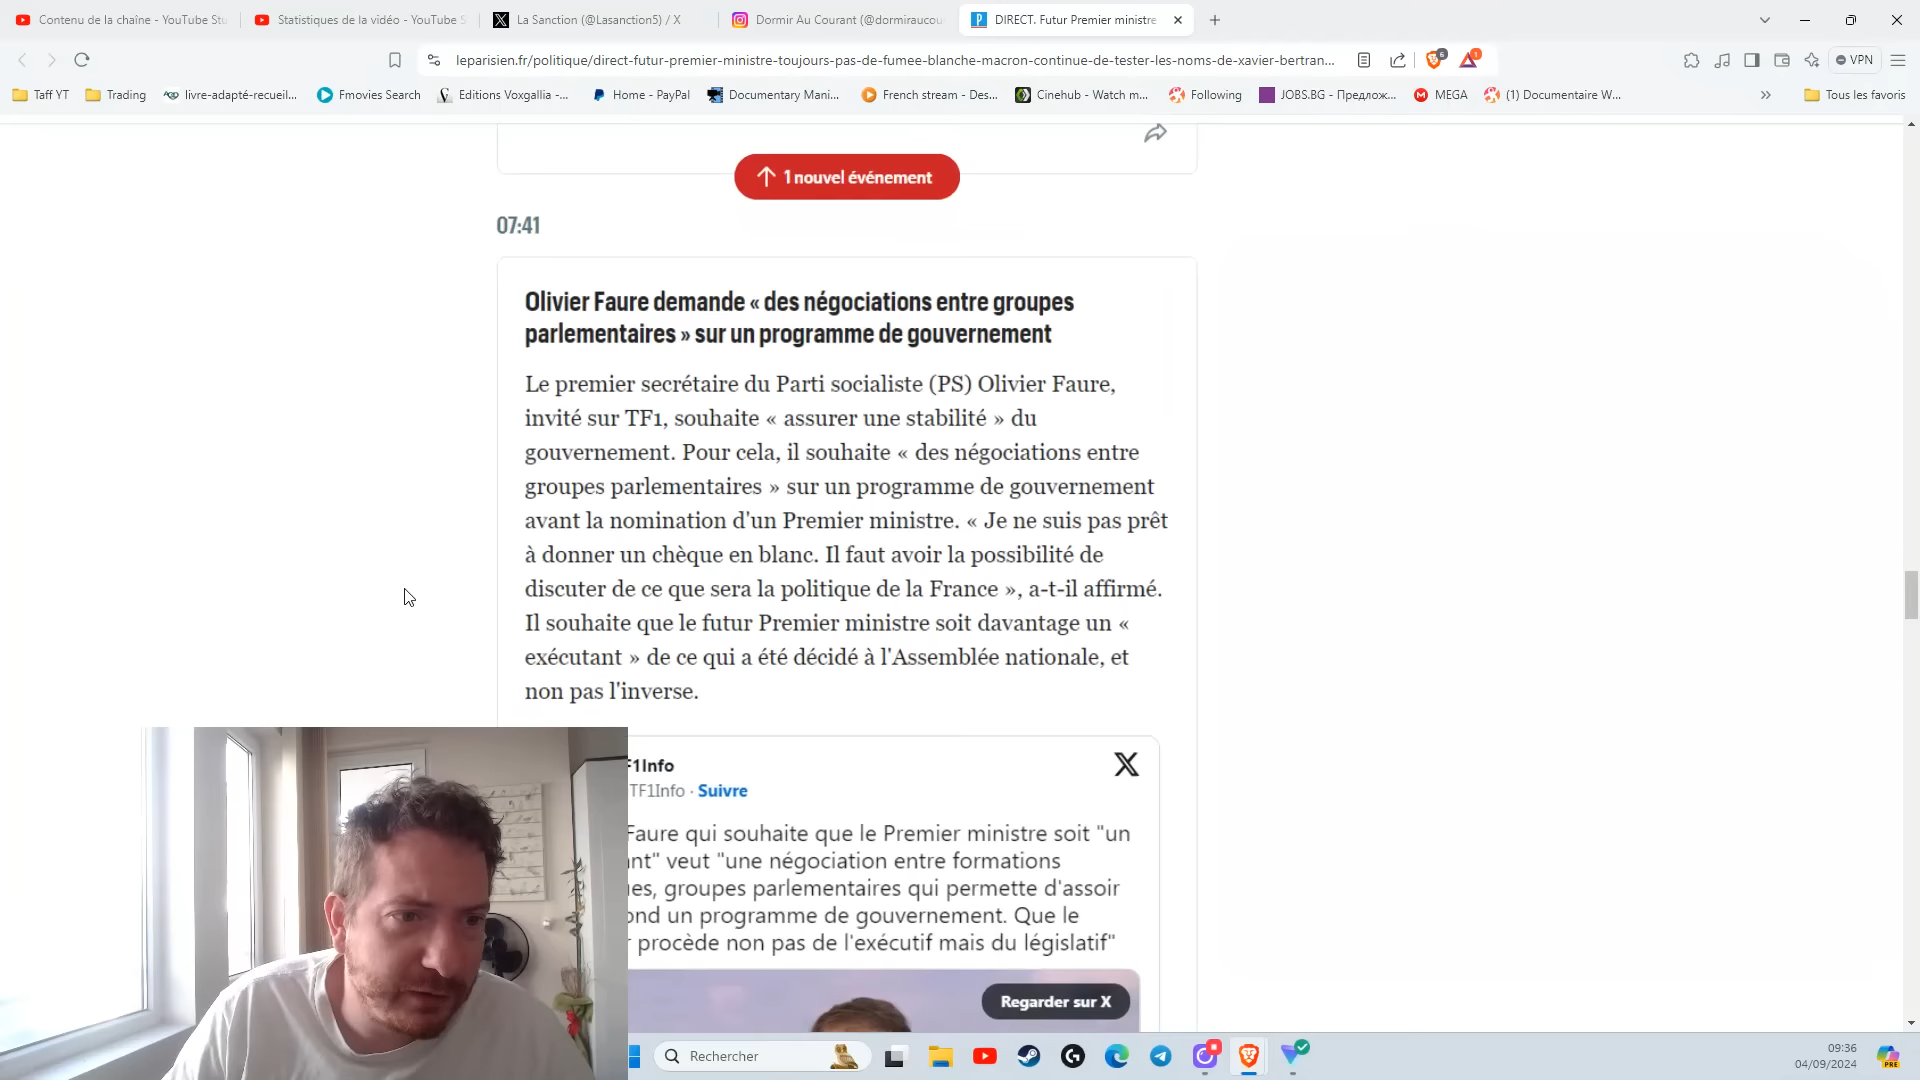 Contenu de la chaîne - YouTube Stu
Statistiques de la vidéo - YouTube S
La Sanction (@Lasanction5) / X
Dormir Au Courant (@dormiraucou
DIRECT. Futur Premier ministre
leparisien.fr/politique/direct-futur-premier-ministre-toujours-pas-de-fumee-blanche-macron-continue-de-tester-les-noms-de-xavier-bertran...
6
1
VPN
Taff YT
Trading
livre-adapté-recueil...
Fmovies Search
Editions Voxgallia -...
Home - PayPal
Documentary Mani...
French stream - Des...
Cinehub - Watch m...
Following
JOBS.BG - Предлож...
MEGA
(1) Documentaire W...
Tous les favoris
1 nouvel événement
07:41
Olivier Faure demande « des négociations entre groupes
parlementaires » sur un programme de gouvernement
Le premier secrétaire du Parti socialiste (PS) Olivier Faure,
invité sur TF1, souhaite « assurer une stabilité » du
gouvernement. Pour cela, il souhaite « des négociations entre
groupes parlementaires » sur un programme de gouvernement
avant la nomination d'un Premier ministre. « Je ne suis pas prêt
à donner un chèque en blanc. Il faut avoir la possibilité de
discuter de ce que sera la politique de la France », a-t-il affirmé.
Il souhaite que le futur Premier ministre soit davantage un «
exécutant » de ce qui a été décidé à l'Assemblée nationale, et
non pas l'inverse.
F1Info
TF1Info · Suivre
Faure qui souhaite que le Premier ministre soit "un
nt" veut "une négociation entre formations
es, groupes parlementaires qui permette d'assoir
ond un programme de gouvernement. Que le
r procède non pas de l'exécutif mais du législatif"
Regarder sur X
Rechercher
09:36
04/09/2024
PRE